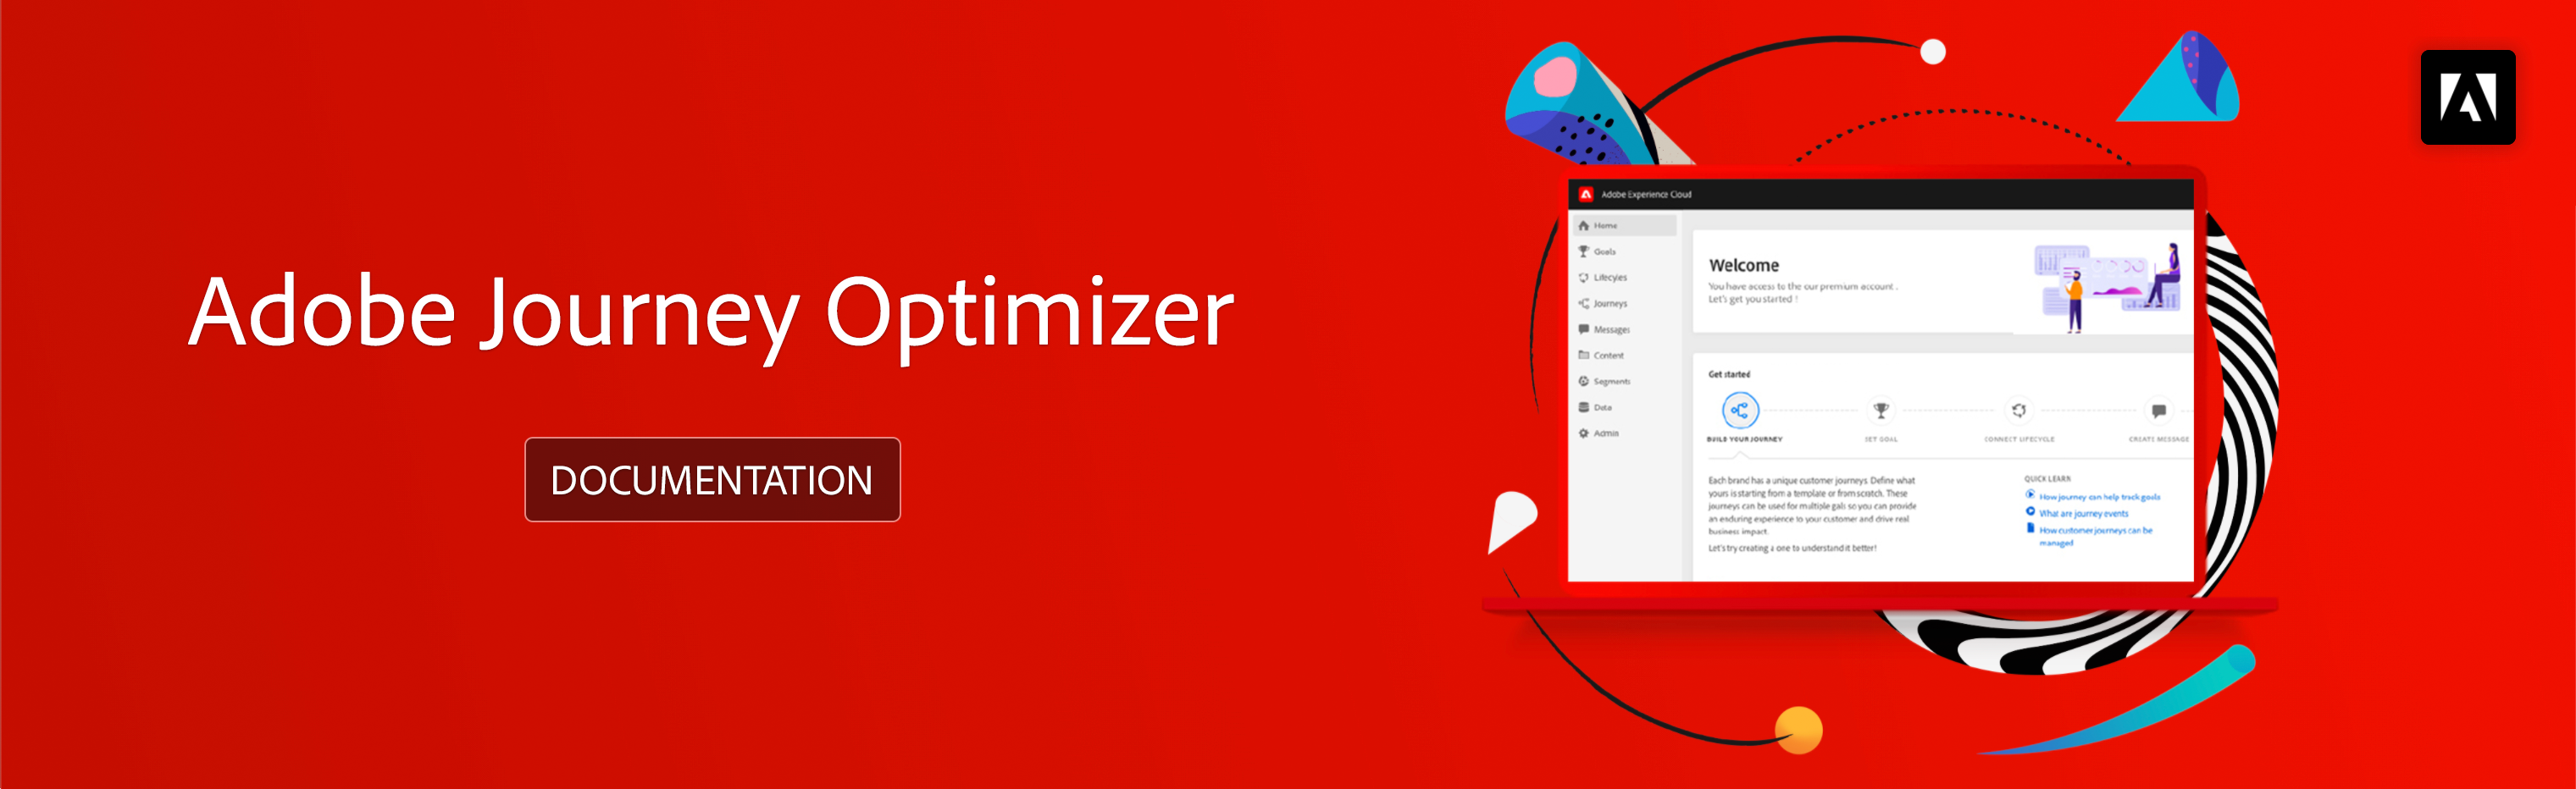 Adobe Journey Optimizer
DOCUMENTATION
Adobe Experience Cloud
Home
Goals
Lifecyles
Journeys
Messages
Content
Segments
Data
Admin
Welcome
You have access to the our premium account .
Let's get you started !
Get started
BUILD YOUR JOURNEY
SET GOAL
CONNECT LIFECYCLE
CREATE MESSAGE
Each brand has a unique customer journeys. Define what
yours is starting from a template or from scratch. These
journeys can be used for multiple gals so you can provide
an enduring experience to your customer and drive real
business impact.
Let's try creating a one to understand it better!
QUICK LEARN
How journey can help track goals
What are journey events
How customer journeys can be
managed